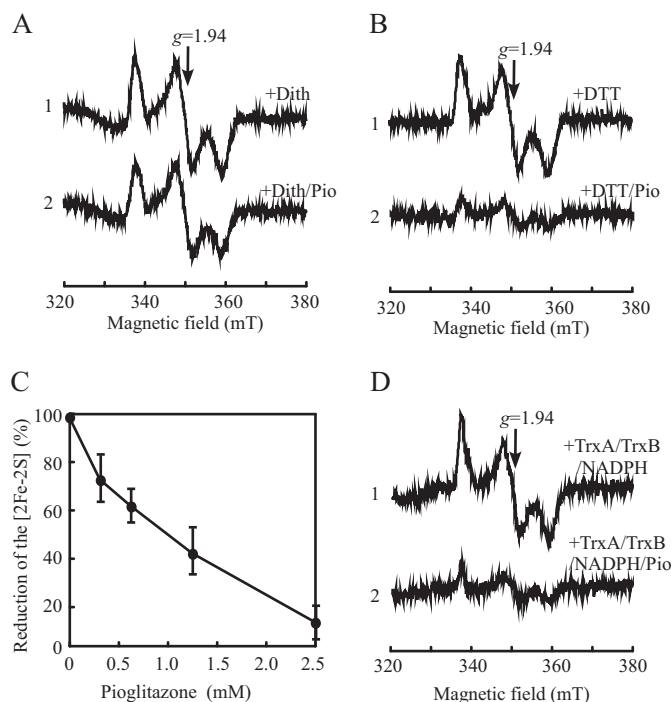 A
g=1.94
1
+Dith
2
+Dith/Pio
320 340 360 380
Magnetic field (mT)
B
g=1.94
1
+DTT
2
+DTT/Pio
320 340 360 380
Magnetic field (mT)
C
Reduction of the [2Fe-2S] (%)
100
80
60
40
20
0
0 0.5 1.0 1.5 2.0 2.5
Pioglitazone (mM)
D
g=1.94
1
+TrxA/TrxB
/NADPH
2
+TrxA/TrxB
/NADPH/Pio
320 340 360 380
Magnetic field (mT)